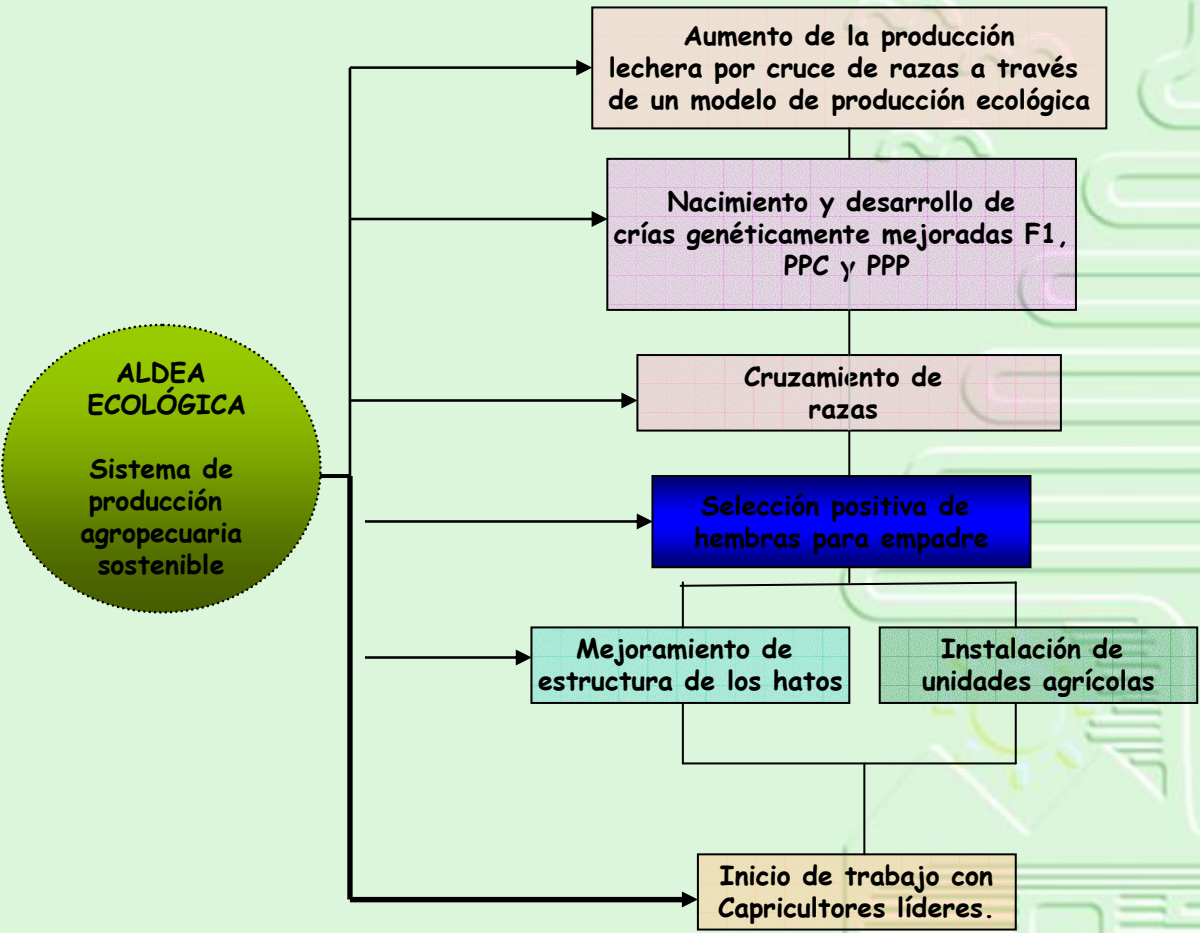 Aumento de la producción
lechera por cruce de razas a través
de un modelo de producción ecológica
Nacimiento y desarrollo de
crías genéticamente mejoradas F1,
PPC y PPP
Cruzamiento de
razas
ALDEA
ECOLÓGICA
Sistema de
producción
agropecuaria
sostenible
Selección positiva de
hembras para empadre
Mejoramiento de
estructura de los hatos
Instalación de
unidades agrícolas
Inicio de trabajo con
Capricultores líderes.